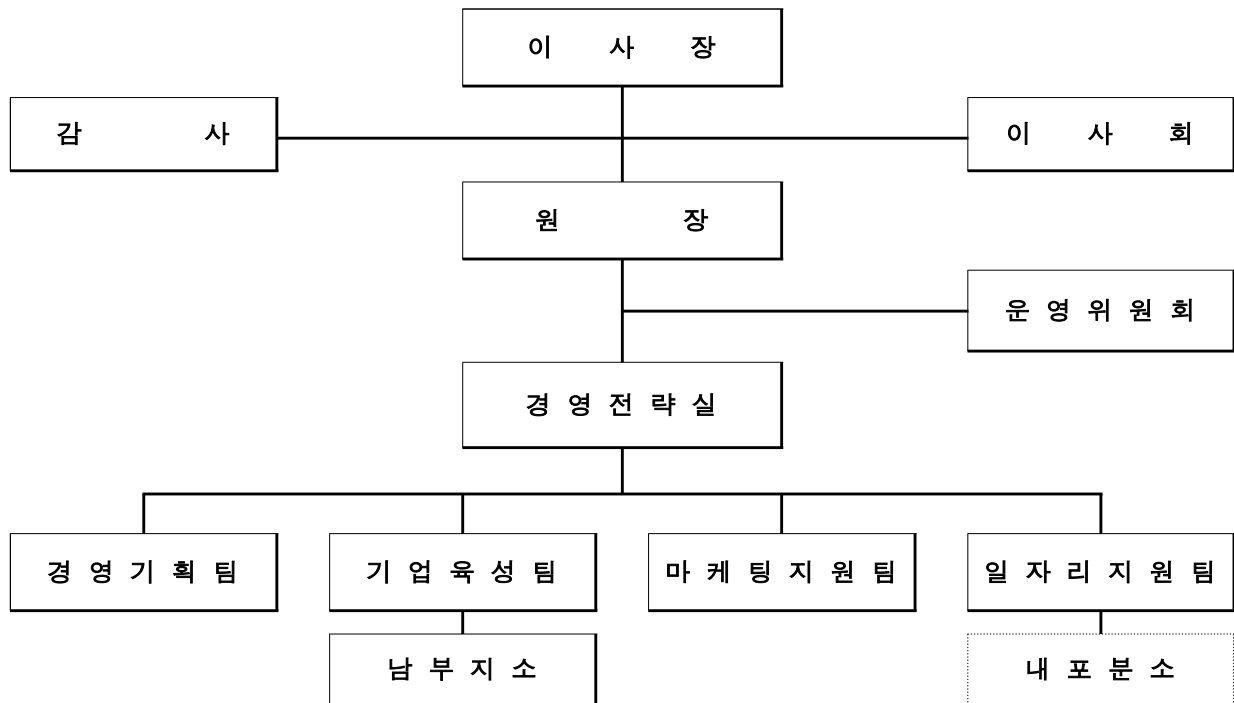 이 사 장
감 사
이 사 회
원 장
운 영 위 원 회
경 영 전 략 실
경 영 기 획 팀
기 업 육 성 팀
마 케 팅 지 원 팀
일 자 리 지 원 팀
남 부 지 소
내 포 분 소